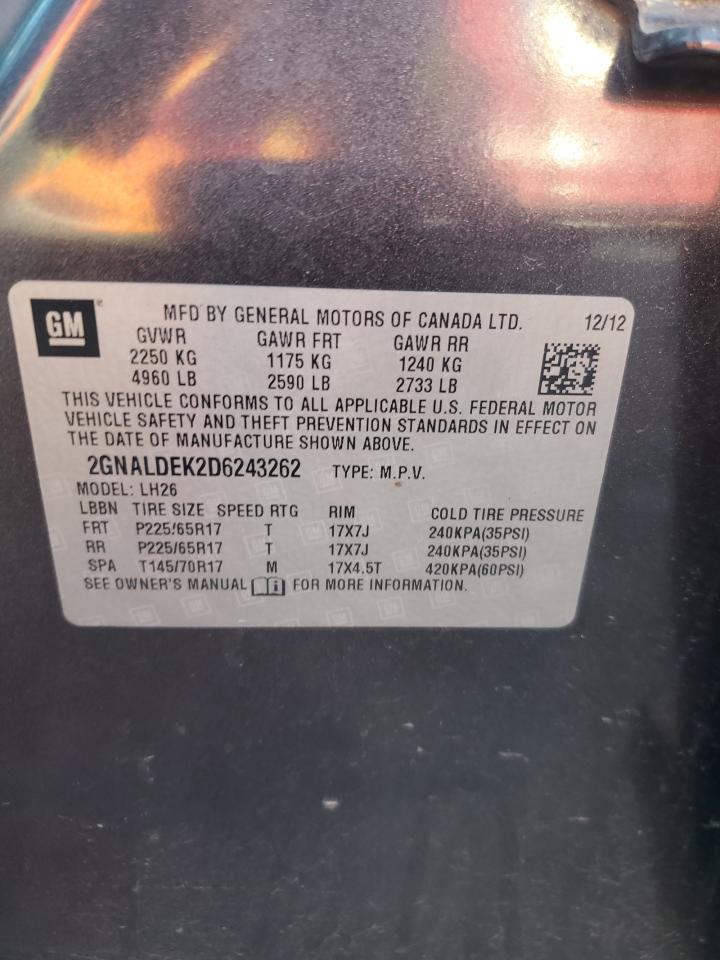 GM
MFD BY GENERAL MOTORS OF CANADA LTD. 12/12
GVWR GAWR FRT GAWR RR
2250 KG 1175 KG 1240 KG
4960 LB 2590 LB 2733 LB
THIS VEHICLE CONFORMS TO ALL APPLICABLE U.S. FEDERAL MOTOR
VEHICLE SAFETY AND THEFT PREVENTION STANDARDS IN EFFECT ON
THE DATE OF MANUFACTURE SHOWN ABOVE.
2GNALDEK2D6243262 TYPE: M.P.V.
MODEL: LH26
LBBN TIRE SIZE SPEED RTG RIM COLD TIRE PRESSURE
FRT P225/65R17 T 17X7J 240KPA(35PSI)
RR P225/65R17 T 17X7J 240KPA(35PSI)
SPA T145/70R17 M 17X4.5T 420KPA(60PSI)
SEE OWNER'S MANUAL FOR MORE INFORMATION.